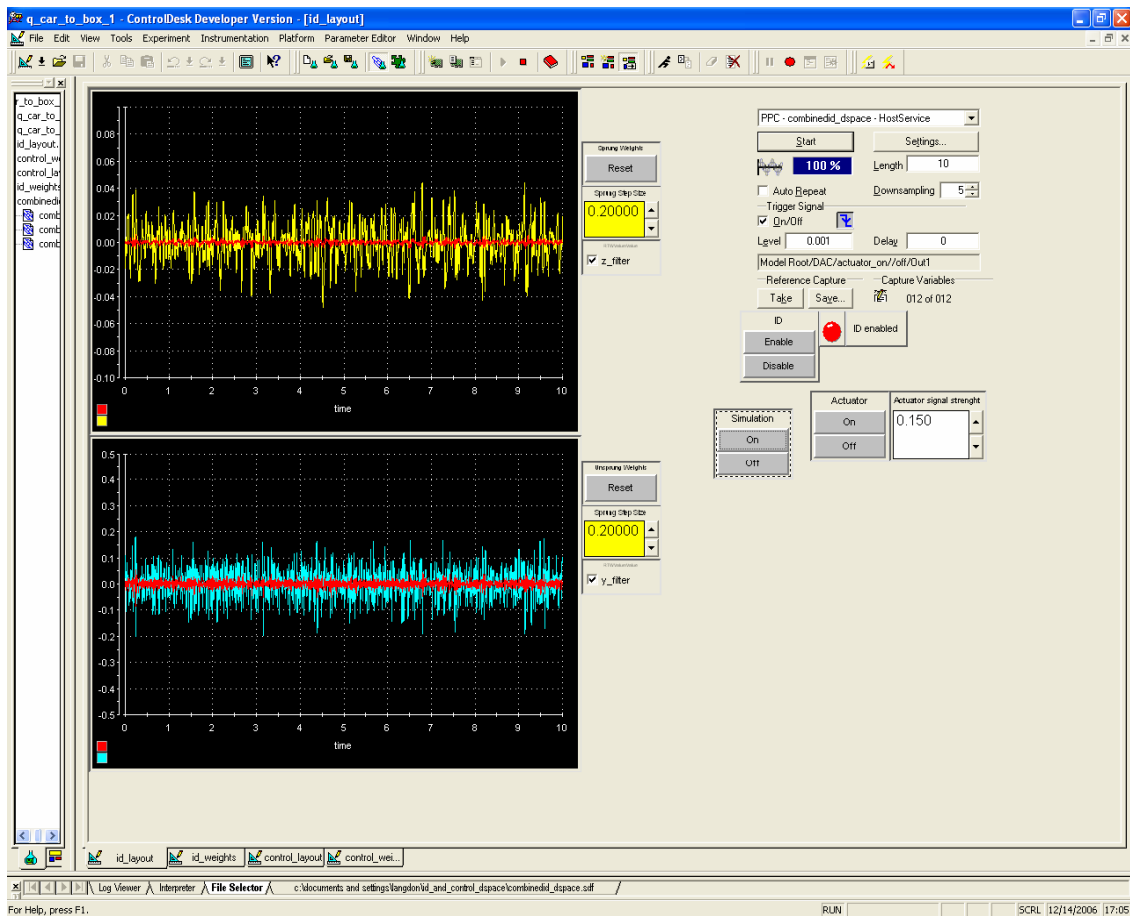 q_car_to_box_1 - ControlDesk Developer Version - [id_layout]
File Edit View Tools Experiment Instrumentation Platform Parameter Editor Window Help
r_to_box_
q_car_to_
q_car_to_
id_layout.
control_we
control_la
id_weights
combinedi
comb
comb
comb
0.08
0.06
0.04
0.02
0.00
-0.02
-0.04
-0.06
-0.08
-0.10
0 1 2 3 4 5 6 7 8 9 10
time
Sprung Weights
Reset
Sprung Step Size
0.20000
z_filter
PPC - combinedid_dspace - HostService
Start Settings...
100 % Length 10
Auto Repeat Downsampling 5
Trigger Signal
On/Off
Level 0.001 Delay 0
Model Root/DAC/actuator_on//off/Out1
Reference Capture Capture Variables
Take Save... 012 of 012
ID
Enable
Disable
ID enabled
Simulation
On
Off
Actuator
On
Off
Actuator signal strenght
0.150
0.5
0.4
0.3
0.2
0.1
0.0
-0.1
-0.2
-0.3
-0.4
-0.5
0 1 2 3 4 5 6 7 8 9 10
time
Unsprung Weights
Reset
Sprung Step Size
0.20000
y_filter
id_layout id_weights control_layout control_wei...
Log Viewer Interpreter File Selector c:\documents and settings\langdon\id_and_control_dspace\combinedid_dspace.sdf
For Help, press F1. RUN SCRL 12/14/2006 17:05